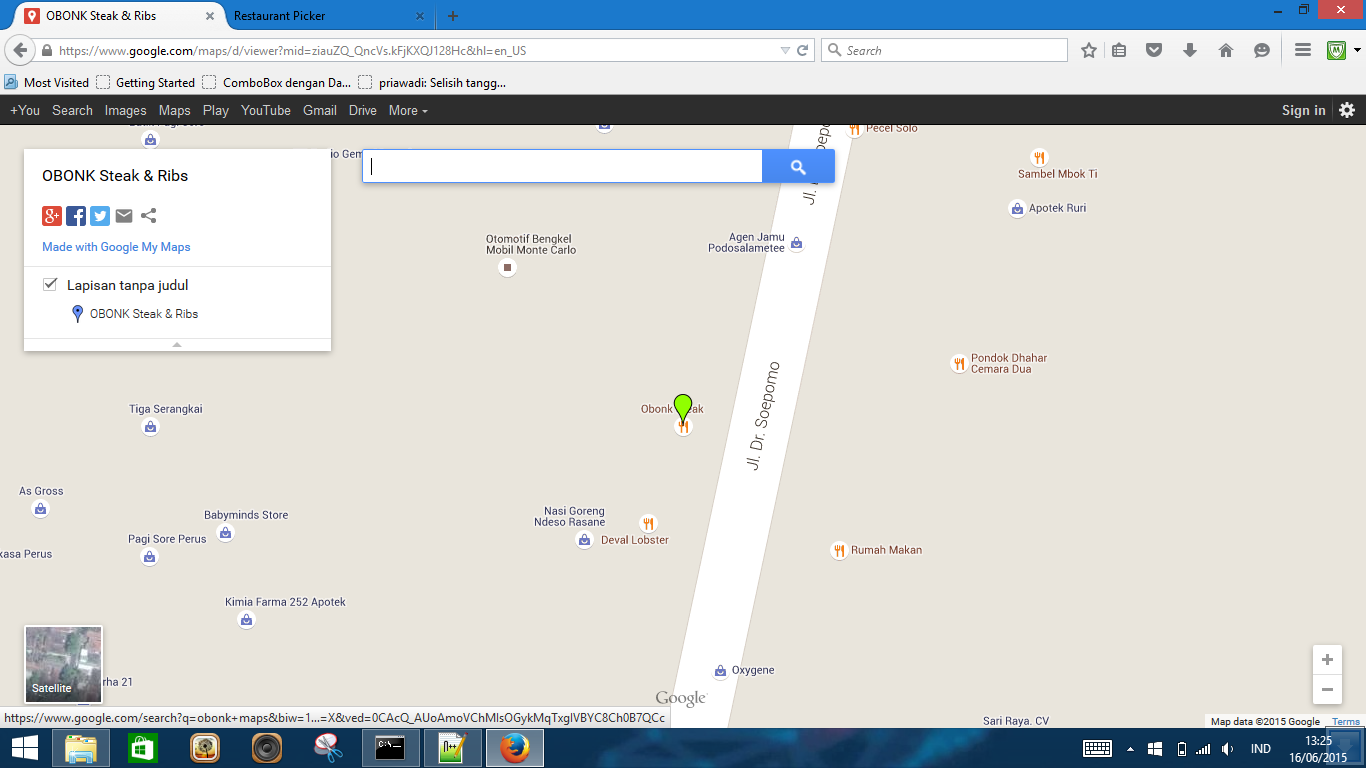 OBONK Steak & Ribs
Restaurant Picker
https://www.google.com/maps/d/viewer?mid=ziauZQ_QncVs.kFjKXQJ128Hc&hl=en_US
Search
Most Visited
Getting Started
ComboBox dengan Da...
priawadi: Selisih tangg...
+You Search Images Maps Play YouTube Gmail Drive More
Sign in
OBONK Steak & Ribs
Made with Google My Maps
Lapisan tanpa judul
OBONK Steak & Ribs
Pecel Solo
Sambel Mbok Ti
Apotek Ruri
Agen Jamu
Podosalametee
Otomotif Bengkel
Mobil Monte Carlo
Pondok Dhahar
Cemara Dua
Jl. Dr. Soepomo
Tiga Serangkai
Obonk
As Gross
Babyminds Store
Pagi Sore Perus
Perus
Nasi Goreng
Ndeso Rasane
Deval Lobster
Rumah Makan
Kimia Farma 252 Apotek
Satellite
21
Oxygene
Google
Sari Raya. CV
https://www.google.com/search?q=obonk+maps&biw=1...=X&ved=0CAcQ_AUoAmoVChMIsOGykMqTxgIVBYC8Ch0B7QCc
Map data ©2015 Google
Terms
IND
13:25
16/06/2015